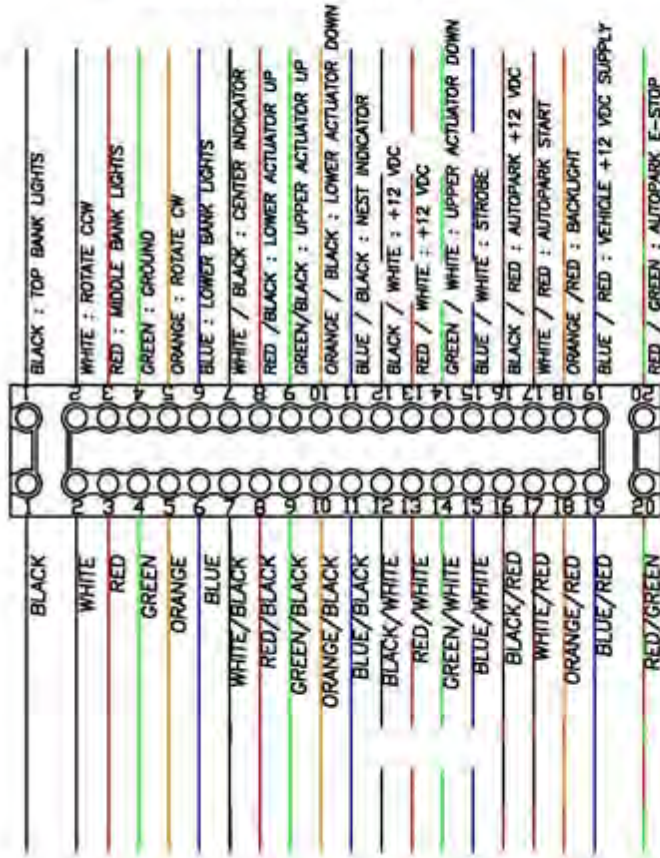 BLACK : TOP BANK LIGHTS
WHITE : ROTATE CCW
RED : MIDDLE BANK LIGHTS
GREEN : GROUND
ORANGE : ROTATE CW
BLUE : LOWER BANK LIGHTS
WHITE / BLACK : CENTER INDICATOR
RED /BLACK : LOWER ACTUATOR UP
GREEN/BLACK : UPPER ACTUATOR UP
ORANGE / BLACK : LOWER ACTUATOR DOWN
BLUE / BLACK : NEST INDICATOR
BLACK / WHITE : +12 VDC
RED / WHITE : +12 VDC
GREEN / WHITE : UPPER ACTUATOR DOWN
BLUE / WHITE : STROBE
BLACK / RED : AUTOPARK +12 VDC
WHITE / RED : AUTOPARK START
ORANGE /RED : BACKLIGHT
BLUE / RED : VEHICLE +12 VDC SUPPLY
RED / GREEN : AUTOPARK E-STOP
1 2 3 4 5 6 7 8 9 10 11 12 13 14 15 16 17 18 19 20
1 2 3 4 5 6 7 8 9 10 11 12 13 14 15 16 17 18 19 20
BLACK
WHITE
RED
GREEN
ORANGE
BLUE
WHITE/BLACK
RED/BLACK
GREEN/BLACK
ORANGE/BLACK
BLUE/BLACK
BLACK/WHITE
RED/WHITE
GREEN/WHITE
BLUE/WHITE
BLACK/RED
WHITE/RED
ORANGE/RED
BLUE/RED
RED/GREEN